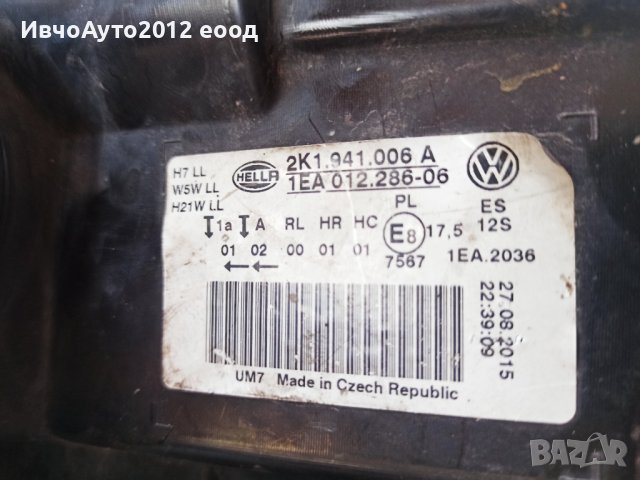 ИвчоАуто2012 еоод
H7 LL
W5W LL
H21W LL
HELLA
2K1.941.006 A
1EA 012.286-06
VW
PL
ES
1a A RL HR HC
E8
17,5
12S
01 02 00 01 01
7567
1EA.2036
27.08.2015
22:39:09
UM7 Made in Czech Republic
BAZAR
bg